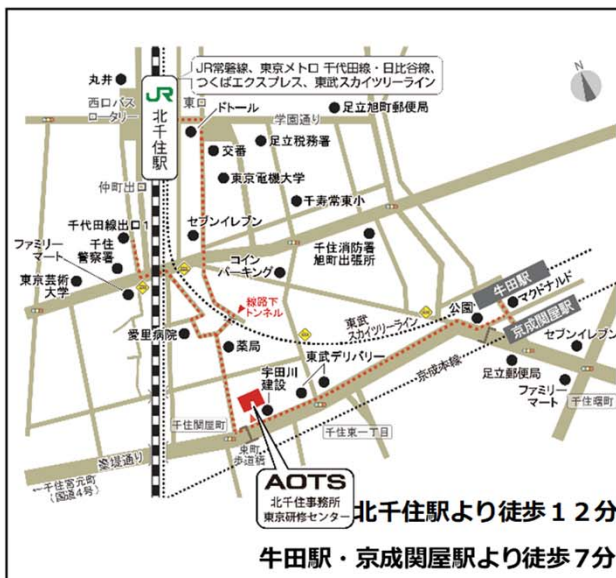 JR常磐線、東京メトロ 千代田線・日比谷線、
つくばエクスプレス、東武スカイツリーライン
丸井
JR
北千住駅
西口バス
ロータリー
東口
ドトール
学園通り
足立旭町郵便局
N
交番
足立税務署
東京電機大学
仲町出口
千寿常東小
千代田線出口1
セブンイレブン
ファミリー
マート
千住
警察署
コイン
パーキング
千住消防署
旭町出張所
東京芸術
大学
線路下
トンネル
牛田駅
マクドナルド
公園
京成関屋駅
東武
スカイツリーライン
愛里病院
薬局
セブンイレブン
宇田川
建設
東武デリバリー
京成本線
足立郵便局
ファミリー
マート
千住曙町
千住関屋町
千住東一丁目
墨堤通り
東町
歩道橋
千住宮元町
(国道4号)
AOTS
北千住事務所
東京研修センター
北千住駅より徒歩12分
牛田駅・京成関屋駅より徒歩7分